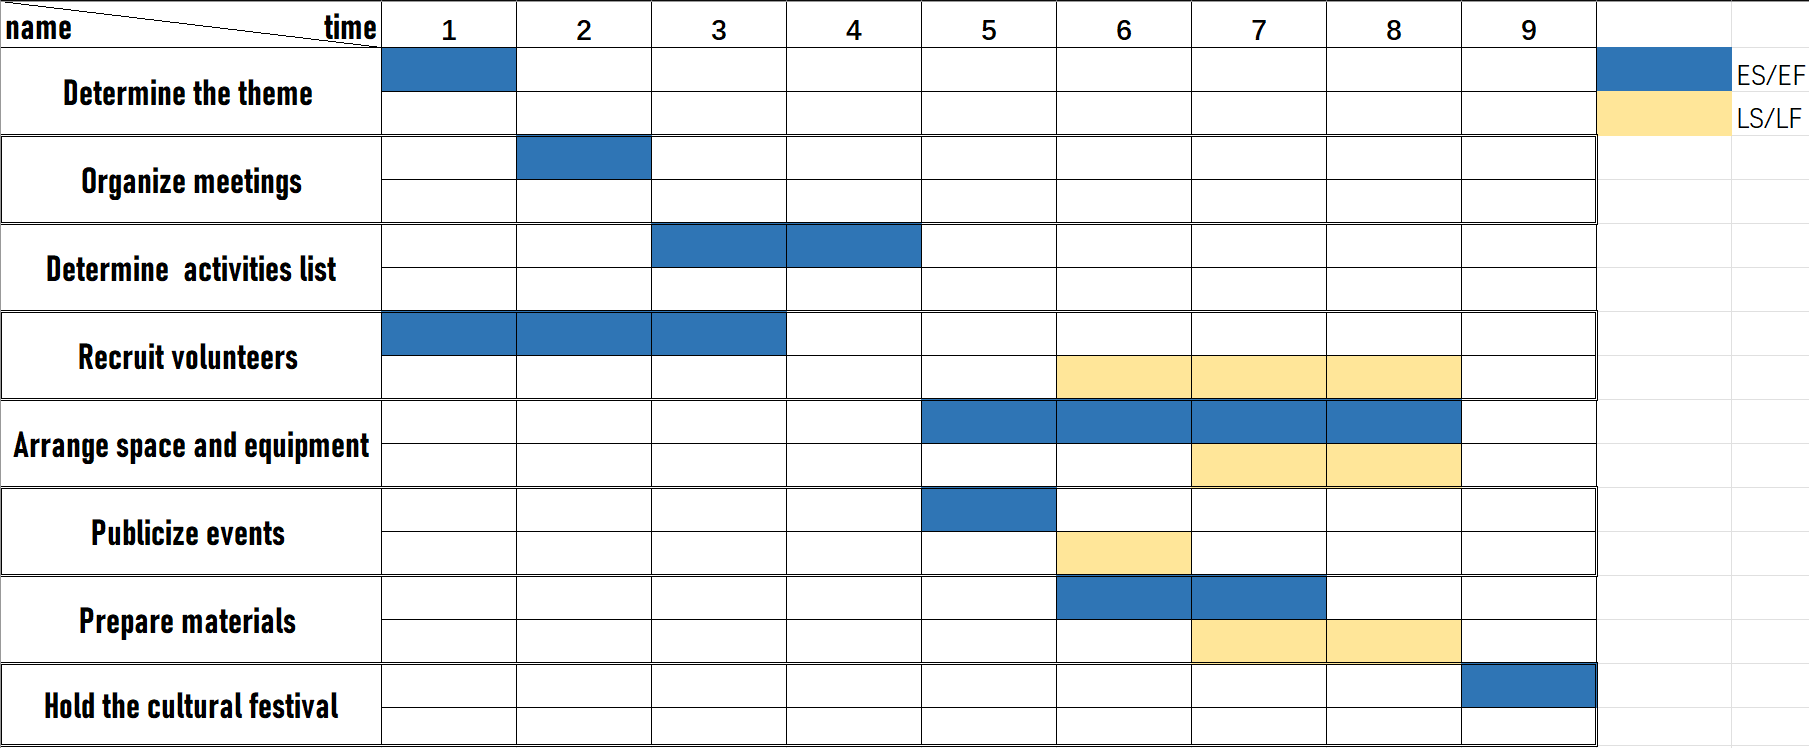 name time 1 2 3 4 5 6 7 8 9
Determine the theme
ES/EF
LS/LF
Organize meetings
Determine activities list
Recruit volunteers
Arrange space and equipment
Publicize events
Prepare materials
Hold the cultural festival